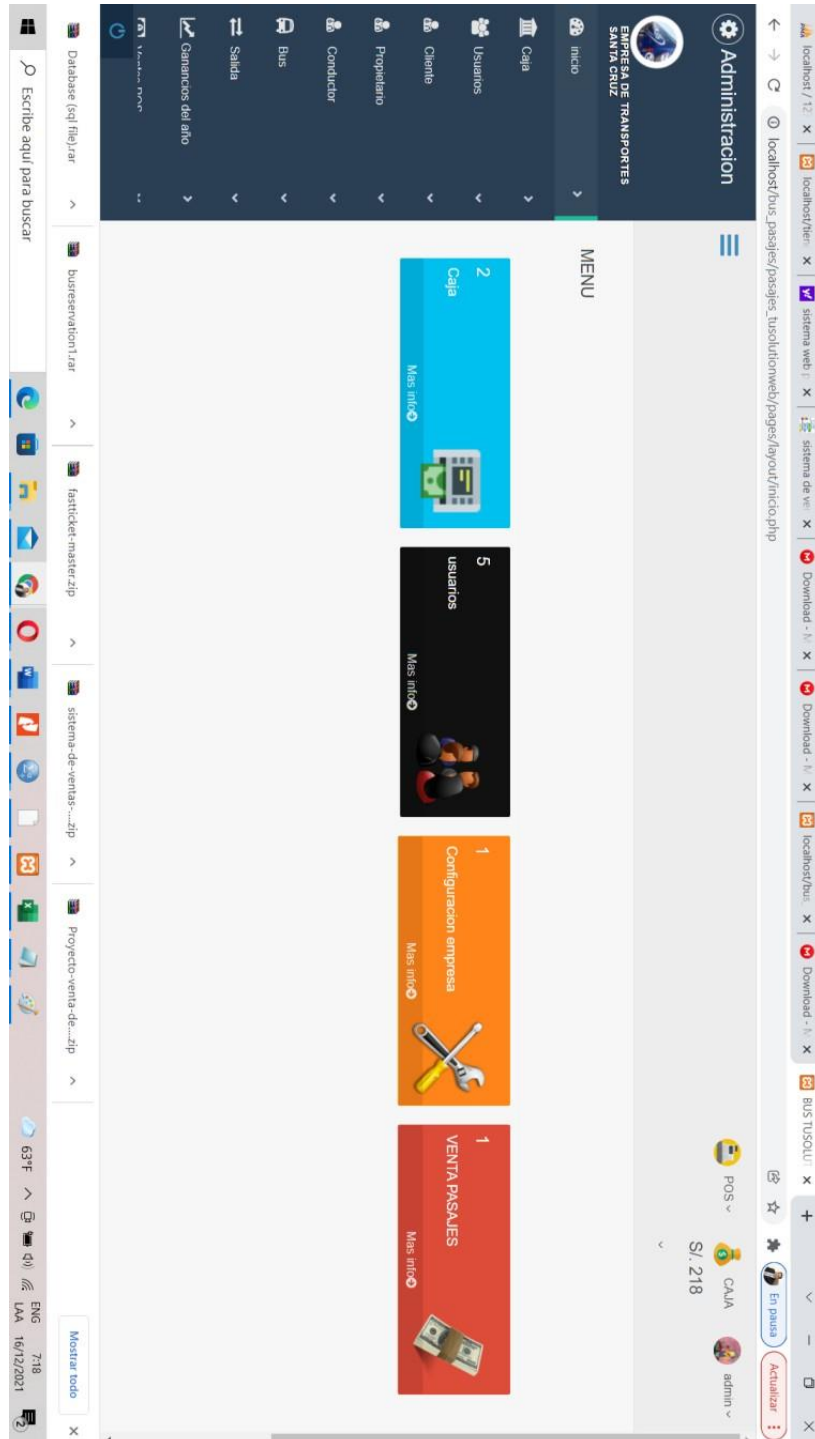 localhost / 12
localhost/tien
sistema web p
sistema de ver
Download - M
Download - M
localhost/bus_
Download - M
BUS TUSOLUT
localhost/bus_pasajes/pasajes_tusolutionweb/pages/layout/inicio.php
En pausa
Actualizar
Administracion
POS
CAJA
S/. 218
admin
EMPRESA DE TRANSPORTES
SANTA CRUZ
inicio
Caja
Usuarios
Cliente
Propietario
Conductor
Bus
Salida
Ganancios del año
MENU
2
Caja
Mas info
5
usuarios
Mas info
1
Configuracion empresa
Mas info
1
VENTA PASAJES
Mas info
Database (sql file).rar
busreservation1.rar
fastticket-master.zip
sistema-de-ventas-....zip
Proyecto-venta-de....zip
Mostrar todo
Escribe aquí para buscar
63°F
ENG
LAA
7:18
16/12/2021
2